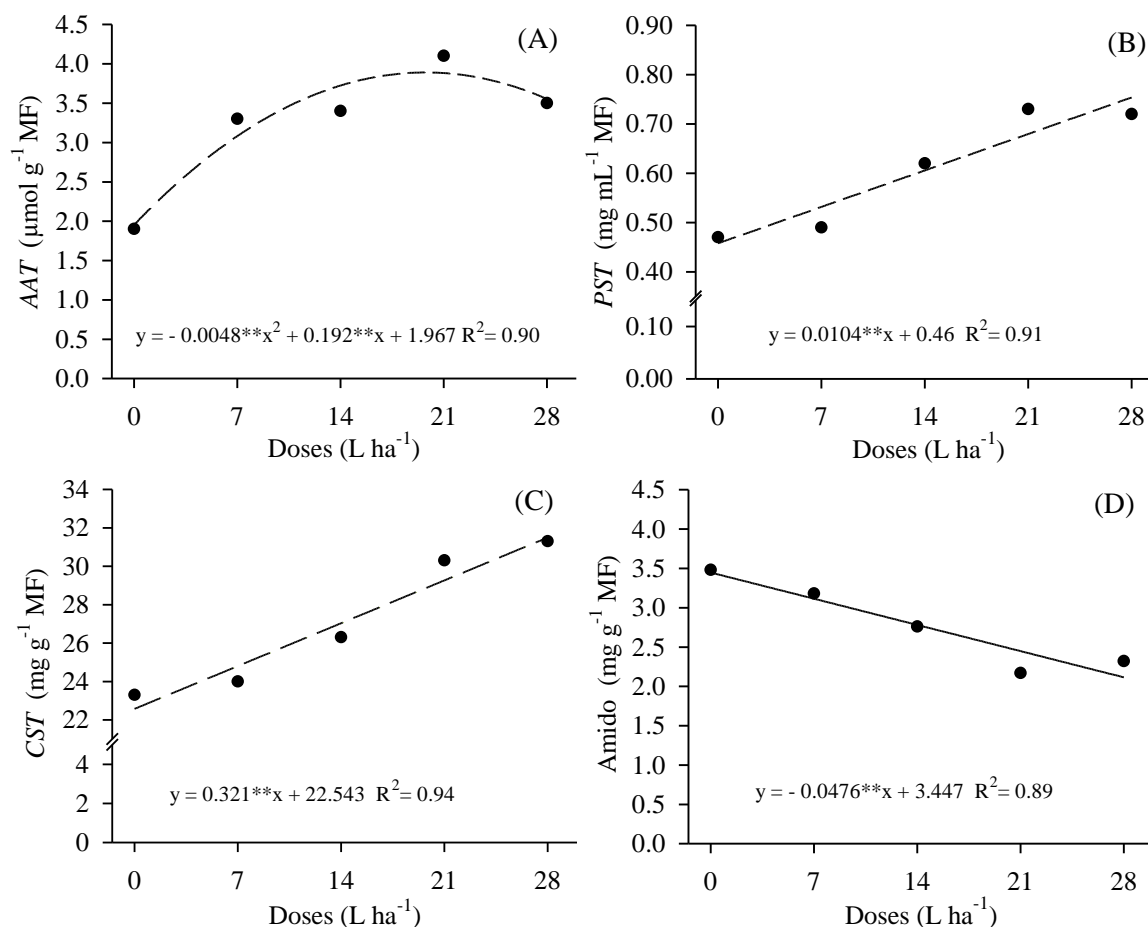 (A)
AAT (µmol g⁻¹ MF)
4.5
4.0
3.5
3.0
2.5
2.0
1.5
1.0
0.5
0.0
y = - 0.0048**x² + 0.192**x + 1.967 R² = 0.90
0 7 14 21 28
Doses (L ha⁻¹)
(B)
PST (mg mL⁻¹ MF)
0.90
0.80
0.70
0.60
0.50
0.40
0.10
0.00
y = 0.0104**x + 0.46 R² = 0.91
0 7 14 21 28
Doses (L ha⁻¹)
(C)
CST (mg g⁻¹ MF)
34
32
30
28
26
24
22
4
2
0
y = 0.321**x + 22.543 R² = 0.94
0 7 14 21 28
Doses (L ha⁻¹)
(D)
Amido (mg g⁻¹ MF)
4.5
4.0
3.5
3.0
2.5
2.0
1.5
1.0
0.5
0.0
y = - 0.0476**x + 3.447 R² = 0.89
0 7 14 21 28
Doses (L ha⁻¹)